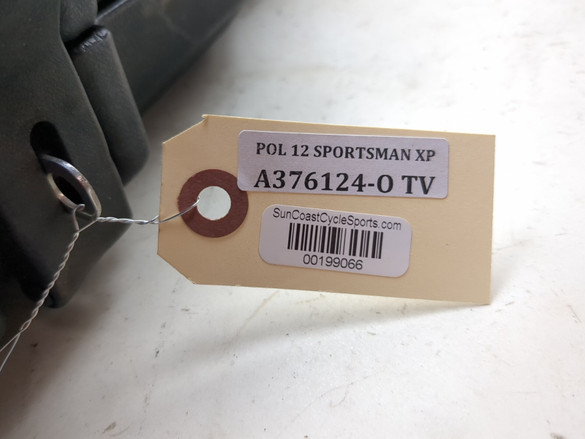 POL 12 SPORTSMAN XP
A376124-O TV
SunCoastCycleSports.com
00199066